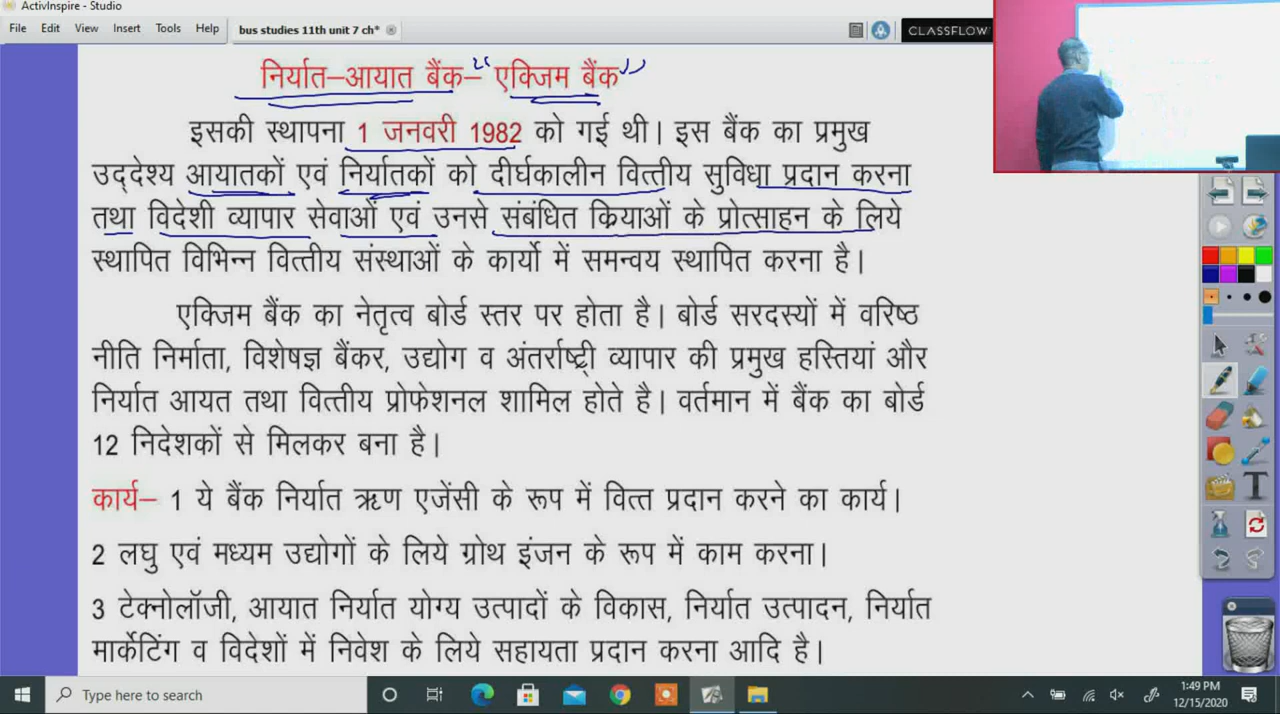 ActivInspire - Studio
File Edit View Insert Tools Help bus studies 11th unit 7 ch* CLASSFLOW
निर्यात–आयात बैंक– “एक्जिम बैंक”
इसकी स्थापना 1 जनवरी 1982 को गई थी। इस बैंक का प्रमुख
उद्देश्य आयातकों एवं निर्यातकों को दीर्घकालीन वित्तीय सुविधा प्रदान करना
तथा विदेशी व्यापार सेवाओं एवं उनसे संबंधित क्रियाओं के प्रोत्साहन के लिये
स्थापित विभिन्न वित्तीय संस्थाओं के कार्यो में समन्वय स्थापित करना है।
एक्जिम बैंक का नेतृत्व बोर्ड स्तर पर होता है। बोर्ड सरदस्यों में वरिष्ठ
नीति निर्माता, विशेषज्ञ बैंकर, उद्योग व अंतर्राष्ट्री व्यापार की प्रमुख हस्तियां और
निर्यात आयत तथा वित्तीय प्रोफेशनल शामिल होते है। वर्तमान में बैंक का बोर्ड
12 निदेशकों से मिलकर बना है।
कार्य– 1 ये बैंक निर्यात ऋण एजेंसी के रूप में वित्त प्रदान करने का कार्य।
2 लघु एवं मध्यम उद्योगों के लिये ग्रोथ इंजन के रूप में काम करना।
3 टेक्नोलॉजी, आयात निर्यात योग्य उत्पादों के विकास, निर्यात उत्पादन, निर्यात
मार्केटिंग व विदेशों में निवेश के लिये सहायता प्रदान करना आदि है।
Type here to search
1:49 PM
12/15/2020